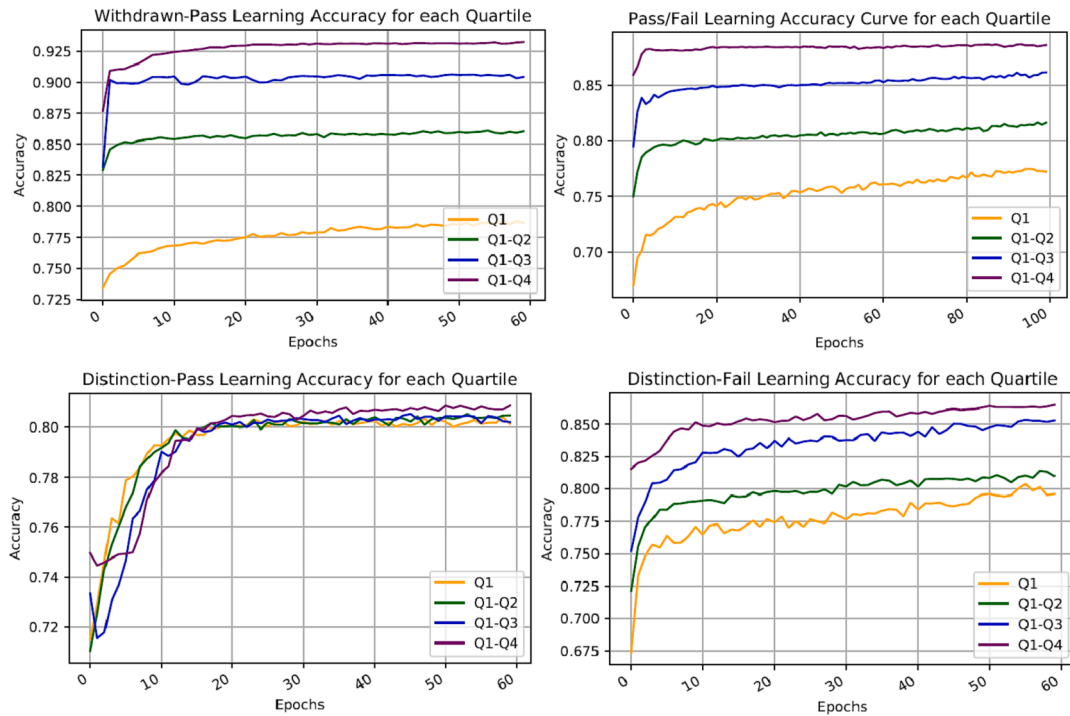 Withdrawn-Pass Learning Accuracy for each Quartile
0.925
0.900
0.875
0.850
0.825
0.800
0.775
0.750
0.725
Accuracy
Q1
Q1-Q2
Q1-Q3
Q1-Q4
0 10 20 30 40 50 60
Epochs
Pass/Fail Learning Accuracy Curve for each Quartile
0.85
0.80
0.75
0.70
Accuracy
Q1
Q1-Q2
Q1-Q3
Q1-Q4
0 20 40 60 80 100
Epochs
Distinction-Pass Learning Accuracy for each Quartile
0.80
0.78
0.76
0.74
0.72
Accuracy
Q1
Q1-Q2
Q1-Q3
Q1-Q4
0 10 20 30 40 50 60
Epochs
Distinction-Fail Learning Accuracy for each Quartile
0.850
0.825
0.800
0.775
0.750
0.725
0.700
0.675
Accuracy
Q1
Q1-Q2
Q1-Q3
Q1-Q4
0 10 20 30 40 50 60
Epochs